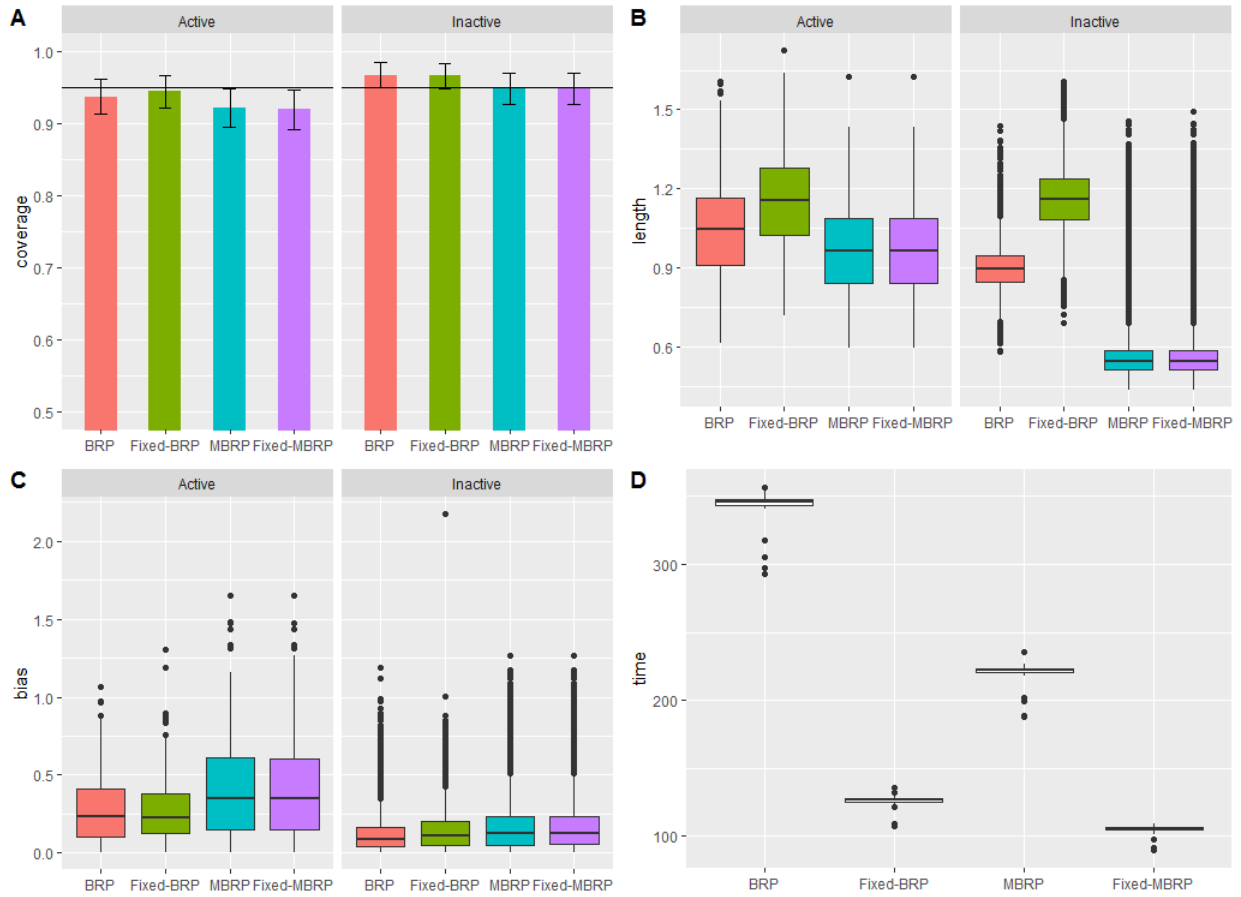 A
Active
Inactive
1.0
0.9
0.8
0.7
0.6
0.5
coverage
BRP Fixed-BRP MBRP Fixed-MBRP
BRP Fixed-BRP MBRP Fixed-MBRP
B
Active
Inactive
1.5
1.2
0.9
0.6
length
BRP Fixed-BRP MBRP Fixed-MBRP
BRP Fixed-BRP MBRP Fixed-MBRP
C
Active
Inactive
2.0
1.5
1.0
0.5
0.0
bias
BRP Fixed-BRP MBRP Fixed-MBRP
BRP Fixed-BRP MBRP Fixed-MBRP
D
300
200
100
time
BRP Fixed-BRP MBRP Fixed-MBRP